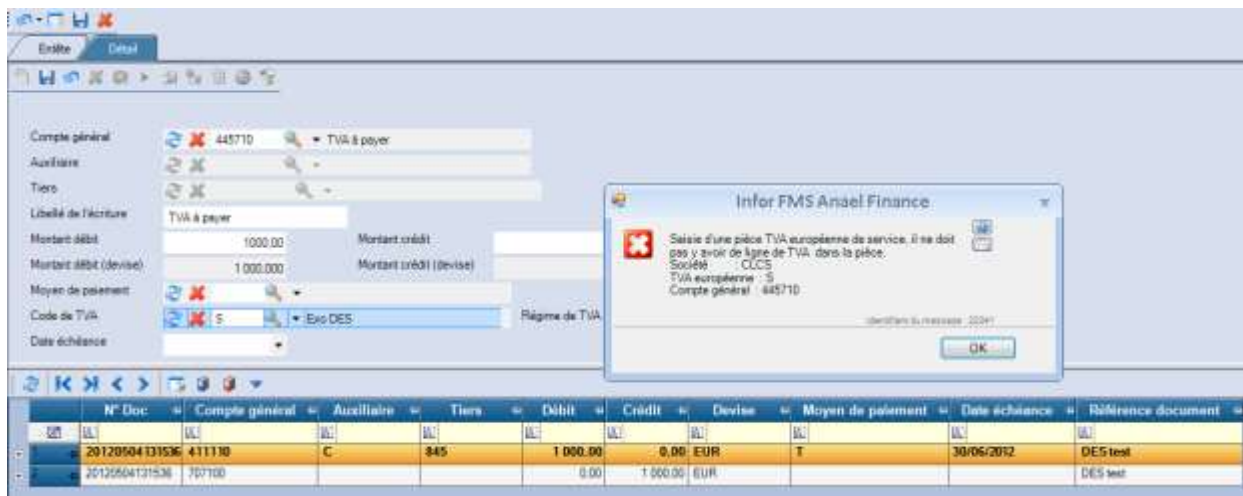 Entête Détail
Compte général 445710 TVA à payer
Auxiliaire
Tiers
Libellé de l'écriture TVA à payer
Montant débit 1000.00 Montant crédit
Montant débit (devise) 1 000.000 Montant crédit (devise)
Moyen de paiement
Code de TVA S Exo DES Régime de TVA
Date échéance
Infor FMS Anael Finance
Saisie d'une pièce TVA européenne de service, il ne doit
pas y avoir de ligne de TVA dans la pièce.
Société : CLCS
TVA européenne : S
Compte général : 445710
Identifiant du message
OK
N° Doc Compte général Auxiliaire Tiers Débit Crédit Devise Moyen de paiement Date échéance Référence document
1 20120504131536 411110 C 845 1 000.00 0.00 EUR T 30/06/2012 DES test
2 20120504131536 707100 0.00 1 000.00 EUR DES test